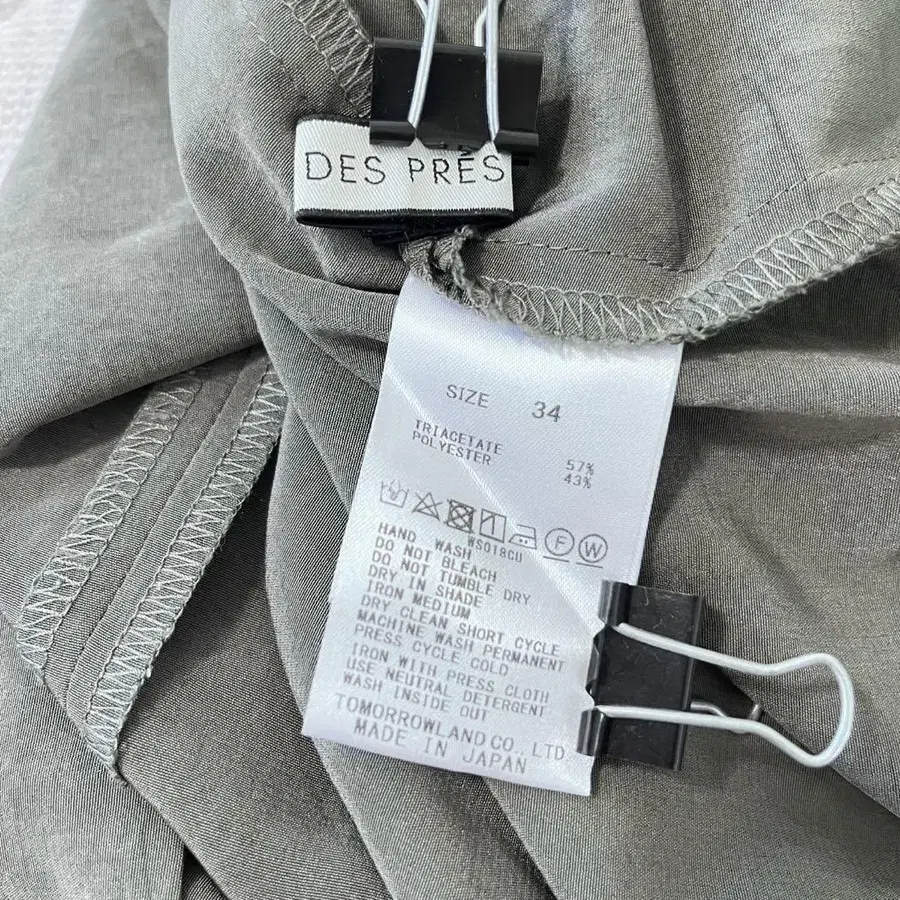 DES PRÉS
SIZE 34
TRIACETATE 57%
POLYESTER 43%
F W
WS018CU
HAND WASH
DO NOT BLEACH
DO NOT TUMBLE DRY
DRY IN SHADE
IRON MEDIUM
DRY CLEAN SHORT CYCLE
MACHINE WASH PERMANENT
PRESS CYCLE COLD
IRON WITH PRESS CLOTH
USE NEUTRAL DETERGENT
WASH INSIDE OUT
TOMORROWLAND CO., LTD.
MADE IN JAPAN